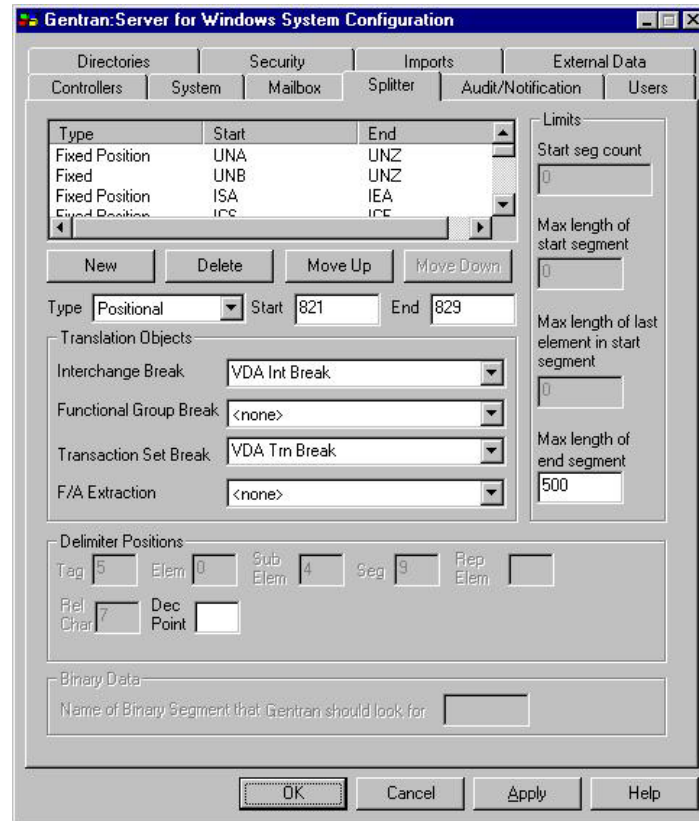 Gentran:Server for Windows System Configuration
Directories Security Imports External Data
Controllers System Mailbox Splitter Audit/Notification Users
Type Start End
Fixed Position UNA UNZ
Fixed UNB UNZ
Fixed Position ISA IEA
Fixed Position ICS ICE
New Delete Move Up Move Down
Type Positional Start 821 End 829
Translation Objects
Interchange Break VDA Int Break
Functional Group Break <none>
Transaction Set Break VDA Trn Break
F/A Extraction <none>
Limits
Start seg count
0
Max length of
start segment
0
Max length of last
element in start
segment
0
Max length of
end segment
500
Delimiter Positions
Tag 5 Elem 0 Sub Elem 4 Seg 9 Rep Elem
Rel Char 7 Dec Point
Binary Data
Name of Binary Segment that Gentran should look for
OK Cancel Apply Help